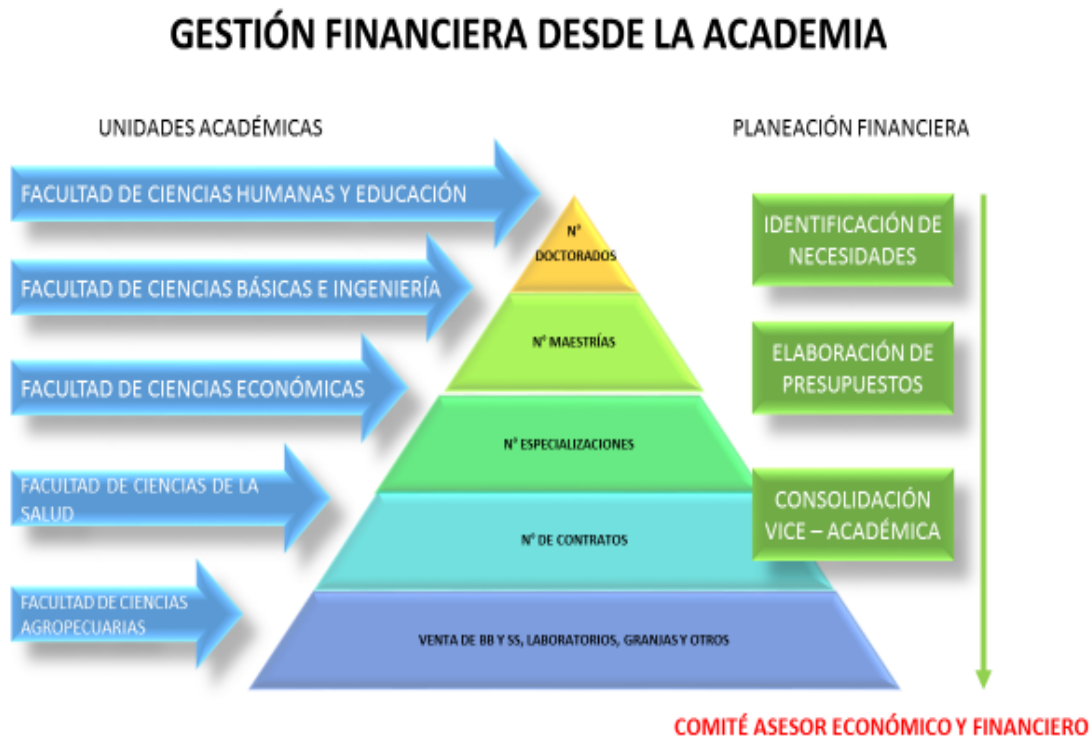 GESTIÓN FINANCIERA DESDE LA ACADEMIA
UNIDADES ACADÉMICAS
FACULTAD DE CIENCIAS HUMANAS Y EDUCACIÓN
FACULTAD DE CIENCIAS BÁSICAS E INGENIERÍA
FACULTAD DE CIENCIAS ECONÓMICAS
FACULTAD DE CIENCIAS DE LA
SALUD
FACULTAD DE CIENCIAS
AGROPECUARIAS
N°
DOCTORADOS
N° MAESTRÍAS
N° ESPECIALIZACIONES
N° DE CONTRATOS
VENTA DE BB Y SS, LABORATORIOS, GRANJAS Y OTROS
PLANEACIÓN FINANCIERA
IDENTIFICACIÓN DE
NECESIDADES
ELABORACIÓN DE
PRESUPUESTOS
CONSOLIDACIÓN
VICE – ACADÉMICA
COMITÉ ASESOR ECONÓMICO Y FINANCIERO